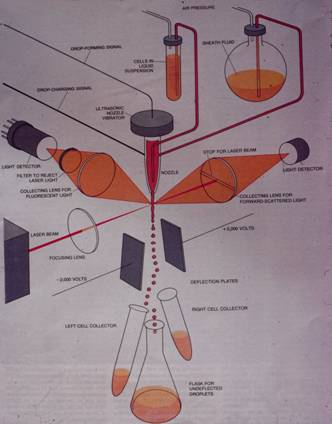 AIR PRESSURE
DROP-FORMING SIGNAL
CELLS IN
LIQUID
SUSPENSION
SHEATH FLUID
DROP-CHARGING SIGNAL
ULTRASONIC
NOZZLE
VIBRATOR
STOP FOR LASER BEAM
LIGHT DETECTOR
FILTER TO REJECT
LASER LIGHT
COLLECTING LENS FOR
FLUORESCENT LIGHT
NOZZLE
LIGHT DETECTOR
COLLECTING LENS FOR
FORWARD-SCATTERED LIGHT
LASER BEAM
FOCUSING LENS
+ 2,000 VOLTS
− 2,000 VOLTS
DEFLECTION PLATES
LEFT CELL COLLECTOR
RIGHT CELL COLLECTOR
FLASK FOR
UNDEFLECTED
DROPLETS